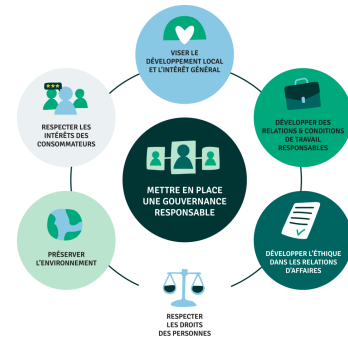 VISER LE
DÉVELOPPEMENT LOCAL
ET L'INTÉRÊT GÉNÉRAL
RESPECTER LES
INTÉRÊTS DES
CONSOMMATEURS
DÉVELOPPER DES
RELATIONS & CONDITIONS
DE TRAVAIL
RESPONSABLES
METTRE EN PLACE
UNE GOUVERNANCE
RESPONSABLE
PRÉSERVER
L'ENVIRONNEMENT
DÉVELOPPER L'ÉTHIQUE
DANS LES RELATIONS
D'AFFAIRES
RESPECTER
LES DROITS
DES PERSONNES